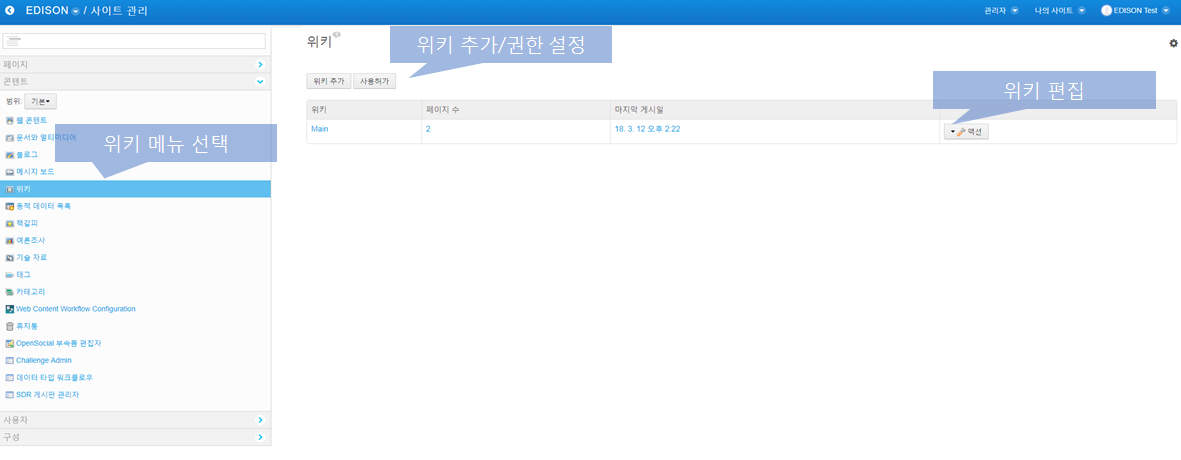 EDISON / 사이트 관리
관리자 나의 사이트 EDISON Test
페이지
콘텐트
범위: 기본
웹 콘텐트
문서와 멀티미디어
블로그
메시지 보드
위키
동적 데이터 목록
책갈피
여론조사
기술 자료
태그
카테고리
Web Content Workflow Configuration
휴지통
OpenSocial 부속품 편집자
Challenge Admin
데이터 타입 워크플로우
SDR 게시판 관리자
사용자
구성
위키 메뉴 선택
위키
위키 추가/권한 설정
위키 추가 사용허가
위키 편집
위키 페이지 수 마지막 게시일
Main 2 18. 3. 12 오후 2:22 액션